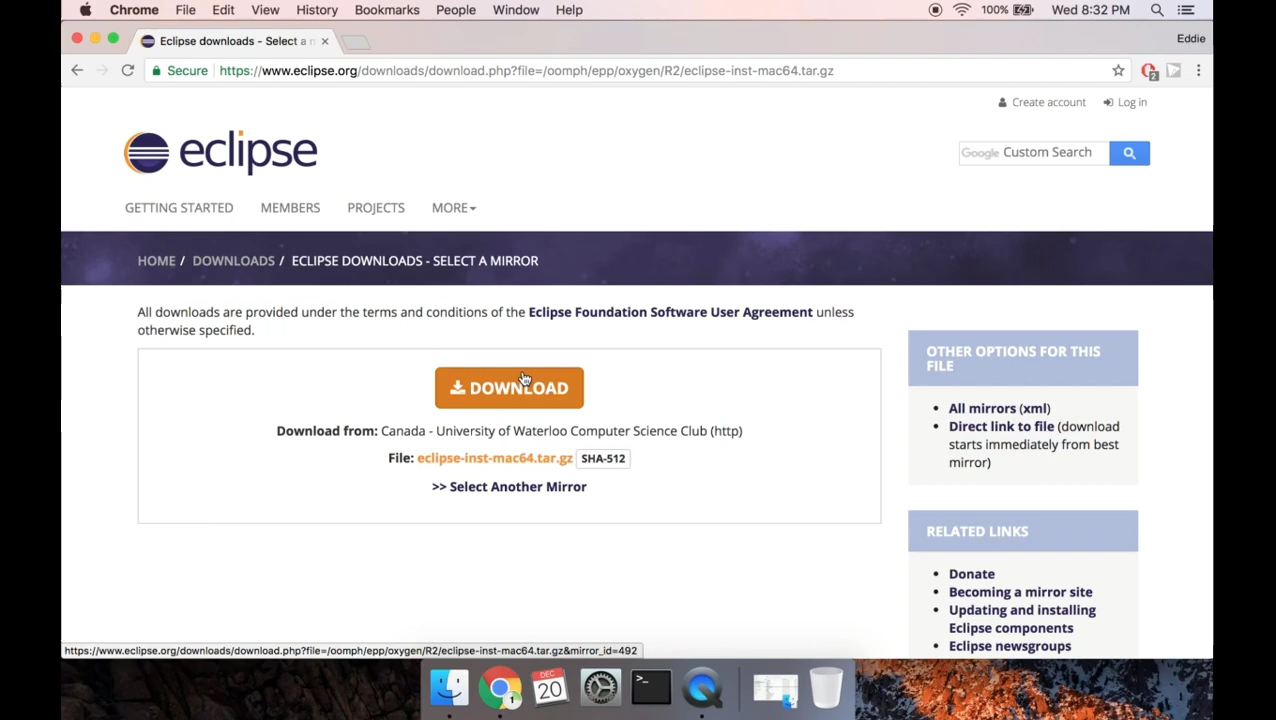 Chrome File Edit View History Bookmarks People Window Help 100% Wed 8:32 PM
Eclipse downloads - Select a m Eddie
Secure https://www.eclipse.org/downloads/download.php?file=/oomph/epp/oxygen/R2/eclipse-inst-mac64.tar.gz 2
Create account Log in
eclipse
Google Custom Search
GETTING STARTED MEMBERS PROJECTS MORE
HOME / DOWNLOADS / ECLIPSE DOWNLOADS - SELECT A MIRROR
All downloads are provided under the terms and conditions of the Eclipse Foundation Software User Agreement unless
otherwise specified.
DOWNLOAD
Download from: Canada - University of Waterloo Computer Science Club (http)
File: eclipse-inst-mac64.tar.gz SHA-512
>> Select Another Mirror
OTHER OPTIONS FOR THIS
FILE
All mirrors (xml)
Direct link to file (download
starts immediately from best
mirror)
RELATED LINKS
Donate
Becoming a mirror site
Updating and installing
Eclipse components
Eclipse newsgroups
https://www.eclipse.org/downloads/download.php?file=/oomph/epp/oxygen/R2/eclipse-inst-mac64.tar.gz&mirror_id=492
1
DEC
20
>_